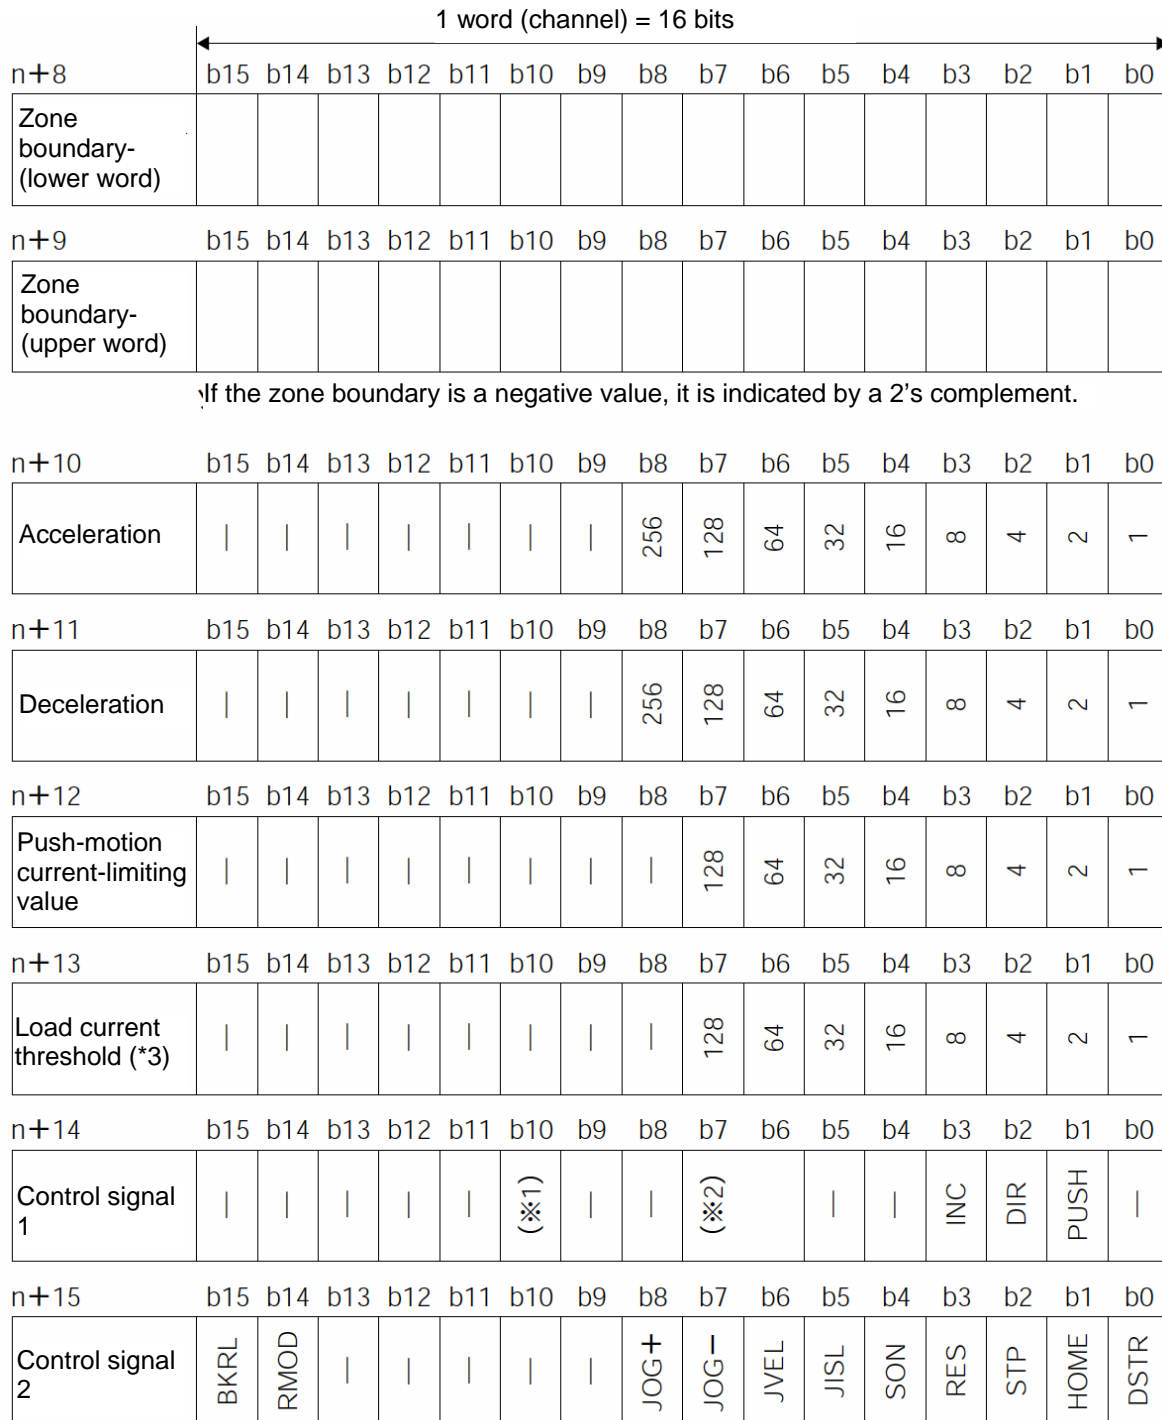 1 word (channel) = 16 bits
n+8 b15 b14 b13 b12 b11 b10 b9 b8 b7 b6 b5 b4 b3 b2 b1 b0
Zone
boundary-
(lower word)
n+9 b15 b14 b13 b12 b11 b10 b9 b8 b7 b6 b5 b4 b3 b2 b1 b0
Zone
boundary-
(upper word)
If the zone boundary is a negative value, it is indicated by a 2's complement.
n+10 b15 b14 b13 b12 b11 b10 b9 b8 b7 b6 b5 b4 b3 b2 b1 b0
Acceleration — — — — — — — 256 128 64 32 16 8 4 2 1
n+11 b15 b14 b13 b12 b11 b10 b9 b8 b7 b6 b5 b4 b3 b2 b1 b0
Deceleration — — — — — — — 256 128 64 32 16 8 4 2 1
n+12 b15 b14 b13 b12 b11 b10 b9 b8 b7 b6 b5 b4 b3 b2 b1 b0
Push-motion
current-limiting — — — — — — — — 128 64 32 16 8 4 2 1
value
n+13 b15 b14 b13 b12 b11 b10 b9 b8 b7 b6 b5 b4 b3 b2 b1 b0
Load current
threshold (*3) — — — — — — — — 128 64 32 16 8 4 2 1
n+14 b15 b14 b13 b12 b11 b10 b9 b8 b7 b6 b5 b4 b3 b2 b1 b0
Control signal — — — — — (※1) — — (※2) — — INC DIR PUSH —
1
n+15 b15 b14 b13 b12 b11 b10 b9 b8 b7 b6 b5 b4 b3 b2 b1 b0
Control signal BKRL RMOD — — — — — JOG+ JOG− JVEL JISL SON RES STP HOME DSTR
2